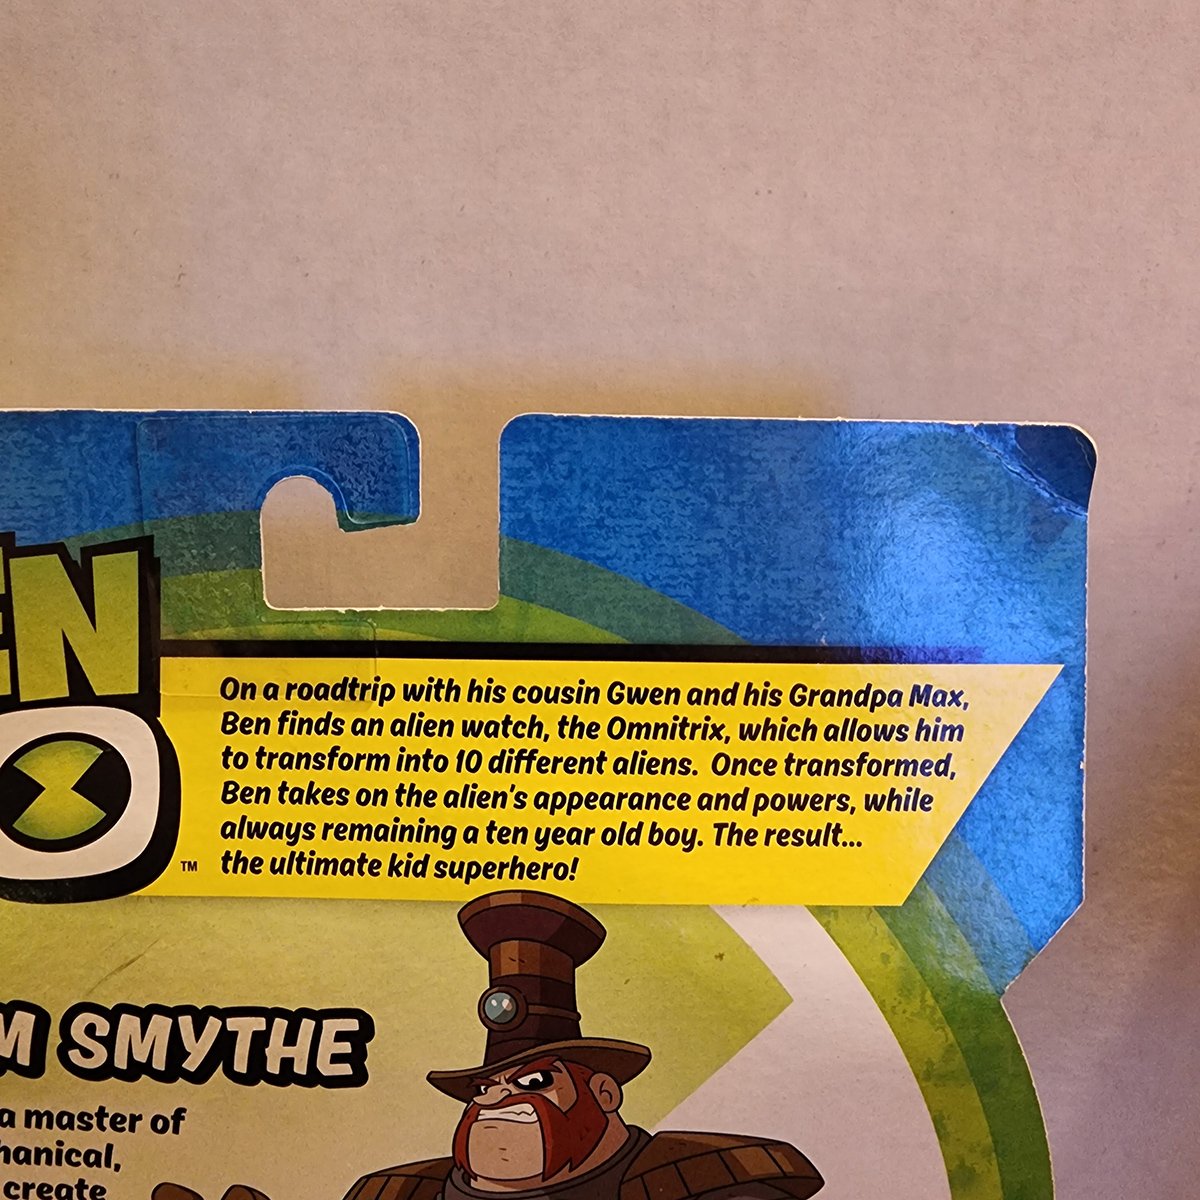 On a roadtrip with his cousin Gwen and his Grandpa Max,
Ben finds an alien watch, the Omnitrix, which allows him
to transform into 10 different aliens. Once transformed,
Ben takes on the alien's appearance and powers, while
always remaining a ten year old boy. The result...
the ultimate kid superhero!
EN
0
TM
M SMYTHE
a master of
hanical,
create